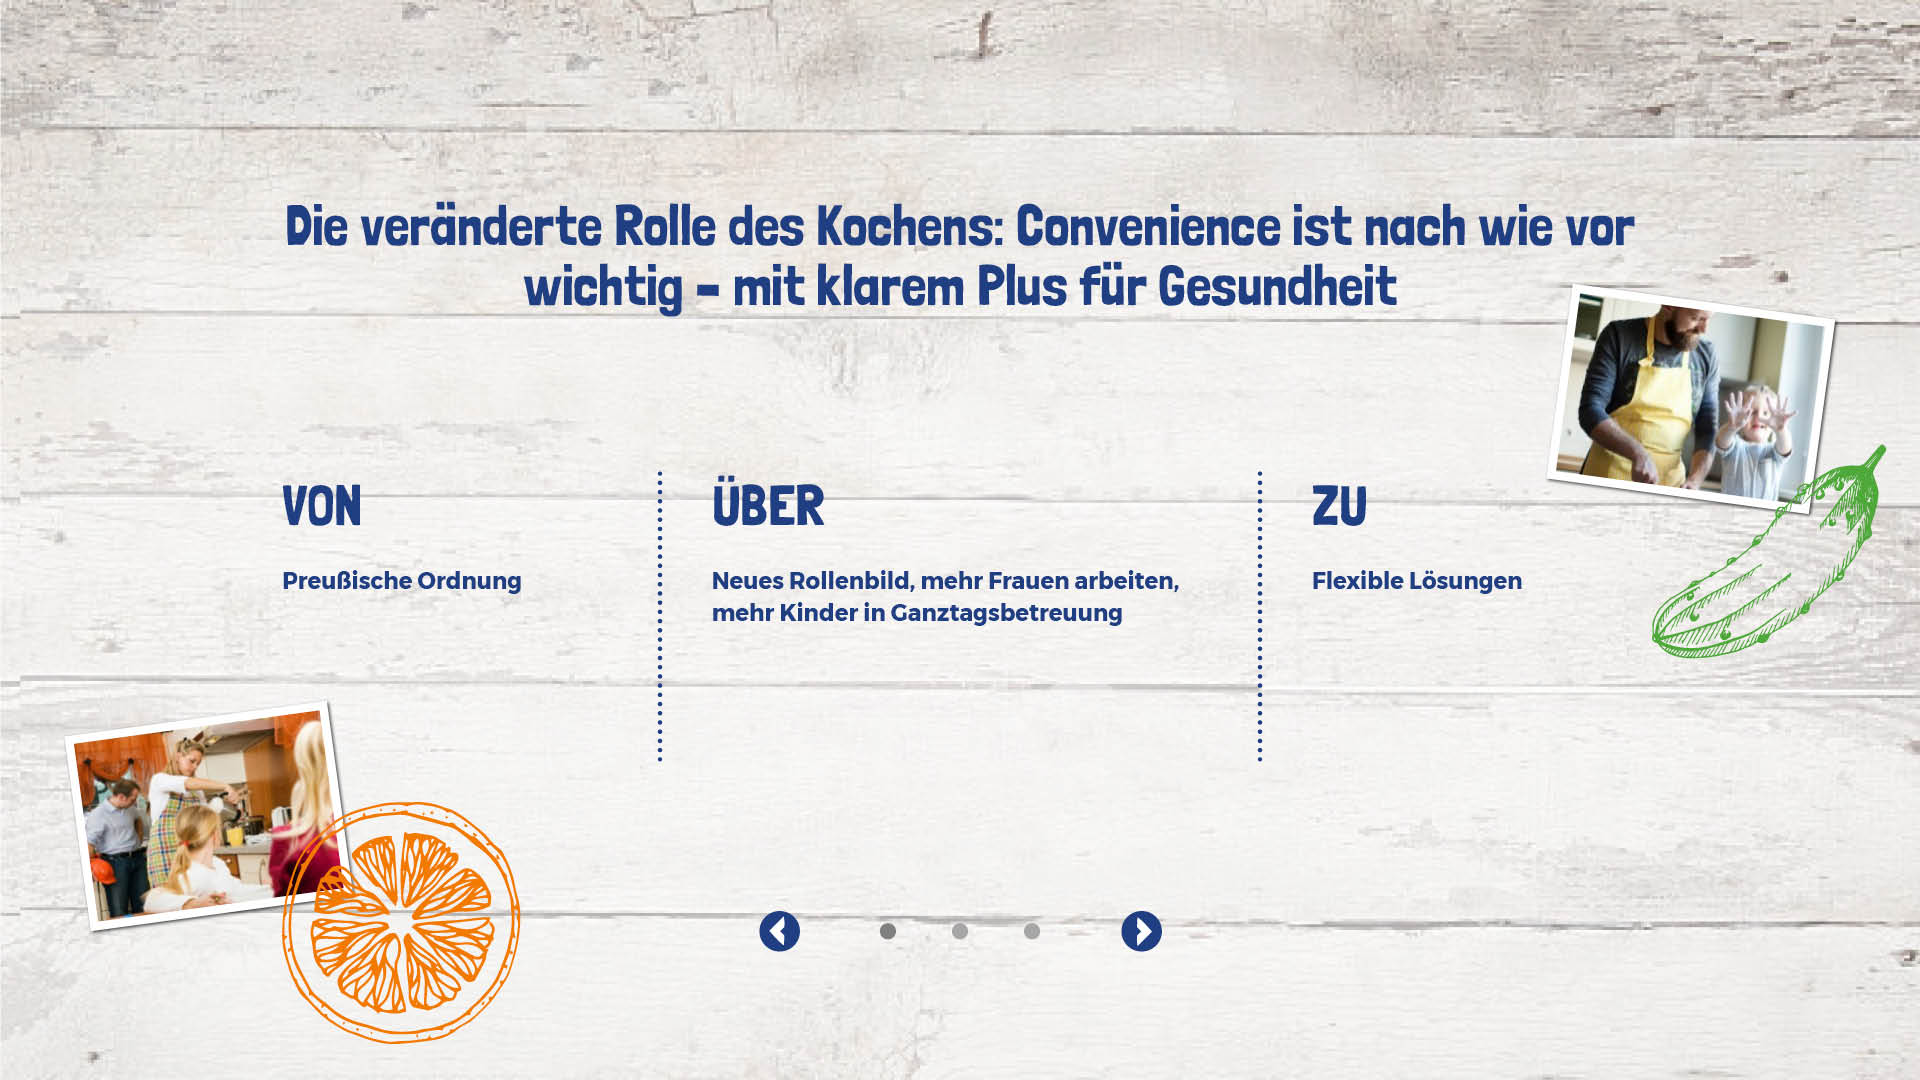 Die veränderte Rolle des Kochens: Convenience ist nach wie vor
wichtig – mit klarem Plus für Gesundheit
VON
Preußische Ordnung
ÜBER
Neues Rollenbild, mehr Frauen arbeiten,
mehr Kinder in Ganztagsbetreuung
ZU
Flexible Lösungen